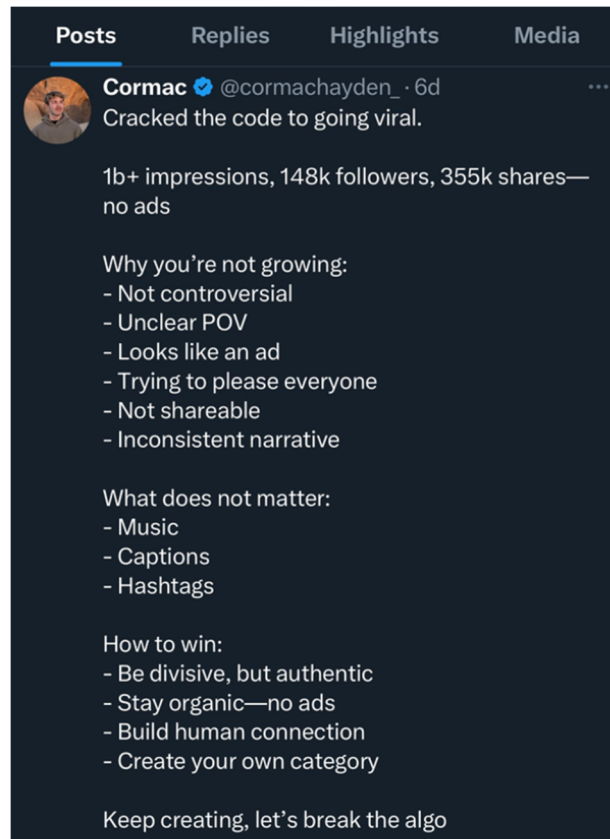 Posts Replies Highlights Media
Cormac @cormachayden_ · 6d
Cracked the code to going viral.
1b+ impressions, 148k followers, 355k shares—
no ads
Why you’re not growing:
- Not controversial
- Unclear POV
- Looks like an ad
- Trying to please everyone
- Not shareable
- Inconsistent narrative
What does not matter:
- Music
- Captions
- Hashtags
How to win:
- Be divisive, but authentic
- Stay organic—no ads
- Build human connection
- Create your own category
Keep creating, let’s break the algo